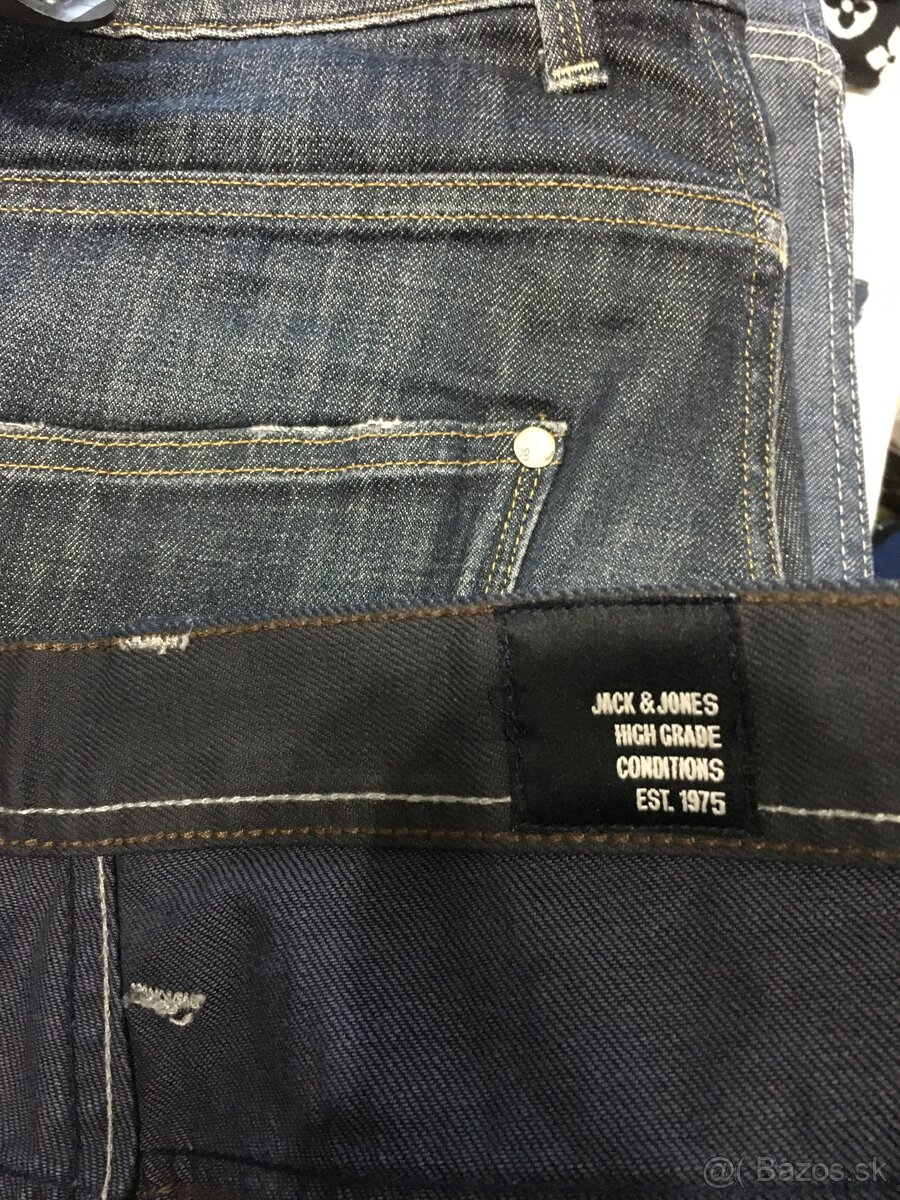 JACK & JONES
HIGH GRADE
CONDITIONS
EST. 1975
@( Bazos.sk